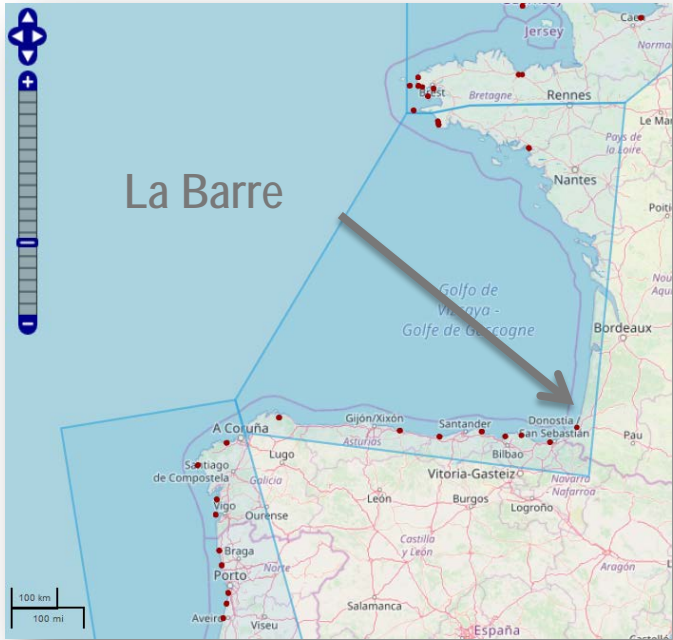 Jersey
Caen
Norma
Brest
Bretagne
Rennes
Le Ma
Pays de
la Loire
Nantes
La Barre
Poiti
Golfo de
Vizcaya -
Golfe de Gascogne
Nou
Aqu
Bordeaux
A Coruña
Gijón/Xixón
Santander
Donostia
San Sebastián
Asturias
Bilbao
Pau
Lugo
Santiago
de Compostela
Galicia
Vitoria-Gasteiz
Navarra
- Nafarroa
León
Burgos
Logroño
Vigo
Ourense
Castilla
y León
Braga
Norte
Aragón
Porto
100 km
100 mi
Salamanca
Aveiro
Viseu
España